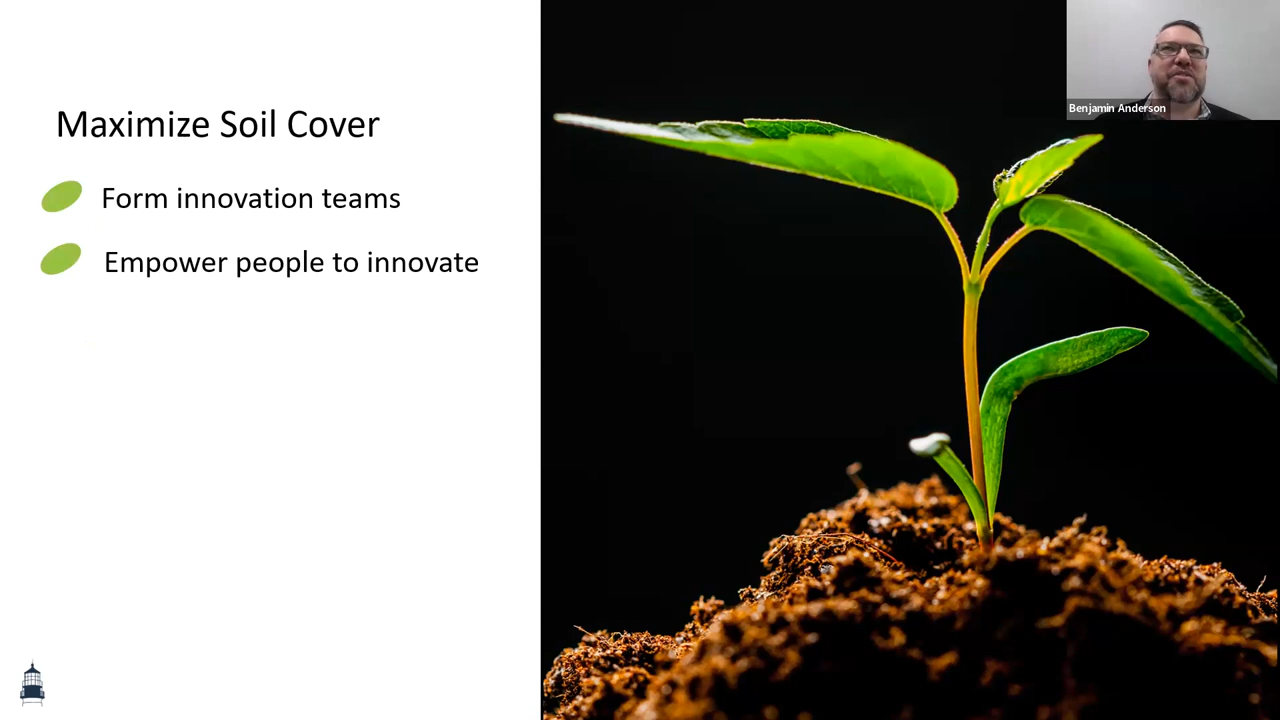 Maximize Soil Cover
Form innovation teams
Empower people to innovate
Benjamin Anderson